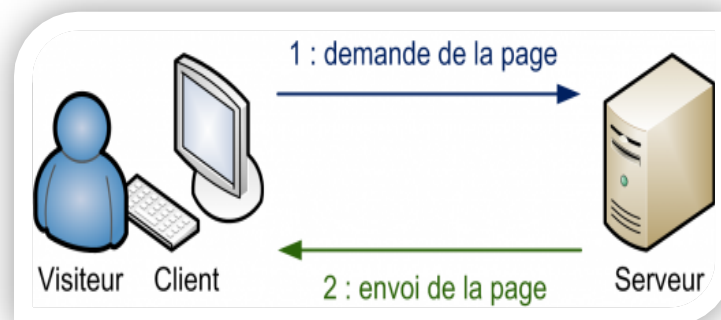 1 : demande de la page
Visiteur
Client
2 : envoi de la page
Serveur